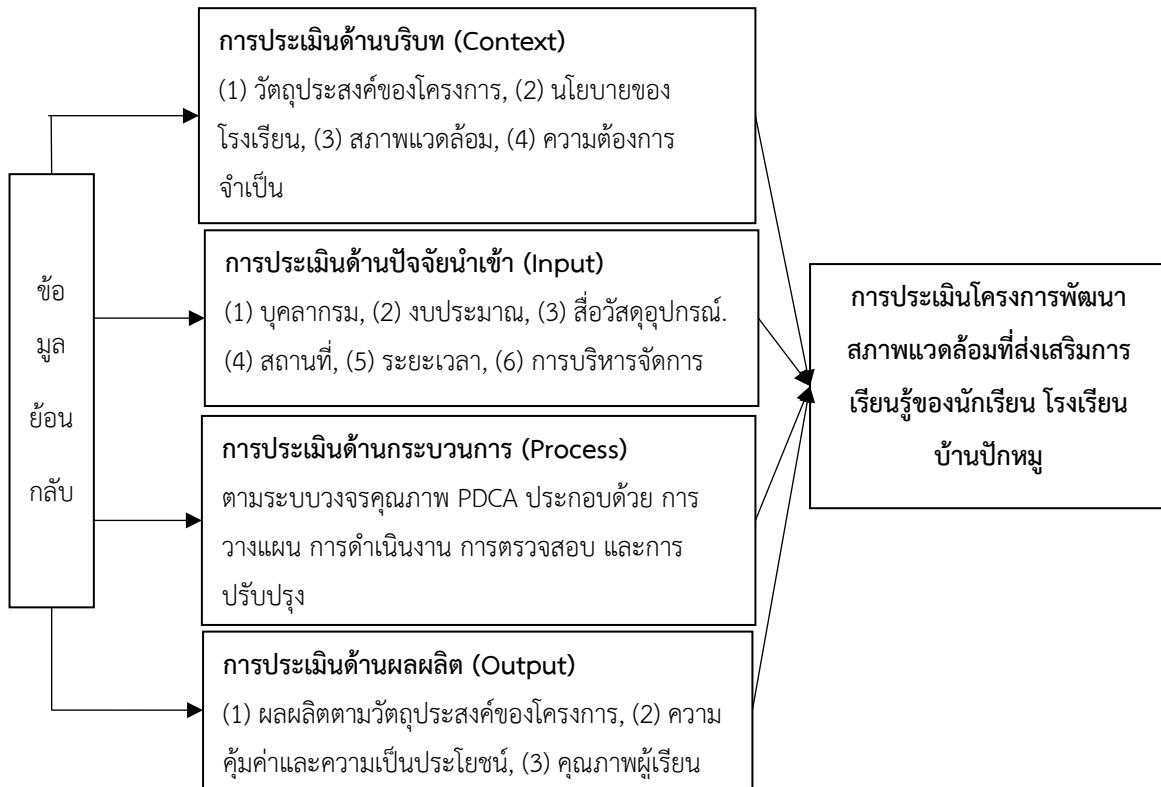 การประเมินด้านบริบท (Context)
(1) วัตถุประสงค์ของโครงการ, (2) นโยบายของ
โรงเรียน, (3) สภาพแวดล้อม, (4) ความต้องการ
จำเป็น
ข้อ
มูล
ย้อน
กลับ
การประเมินด้านปัจจัยนำเข้า (Input)
(1) บุคลากรม, (2) งบประมาณ, (3) สื่อวัสดุอุปกรณ์.
(4) สถานที่, (5) ระยะเวลา, (6) การบริหารจัดการ
การประเมินด้านกระบวนการ (Process)
ตามระบบวงจรคุณภาพ PDCA ประกอบด้วย การ
วางแผน การดำเนินงาน การตรวจสอบ และการ
ปรับปรุง
การประเมินด้านผลผลิต (Output)
(1) ผลผลิตตามวัตถุประสงค์ของโครงการ, (2) ความ
คุ้มค่าและความเป็นประโยชน์, (3) คุณภาพผู้เรียน
การประเมินโครงการพัฒนา
สภาพแวดล้อมที่ส่งเสริมการ
เรียนรู้ของนักเรียน โรงเรียน
บ้านปักหมู